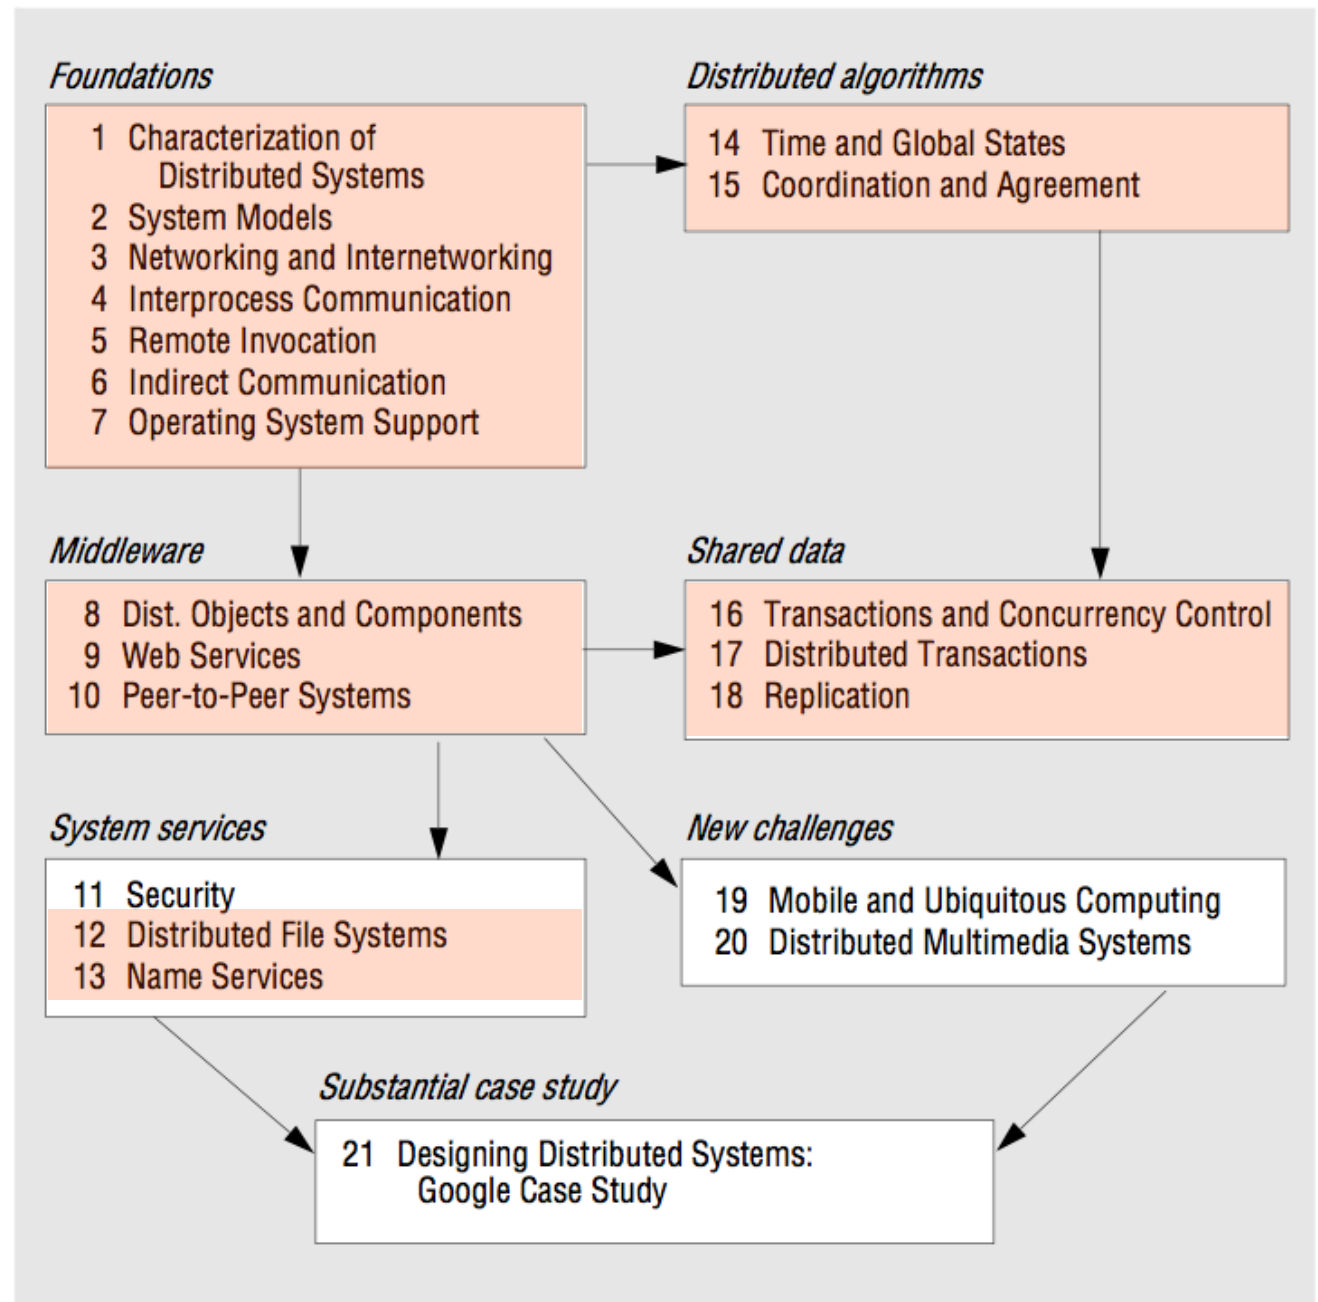 Foundations
1 Characterization of
Distributed Systems
2 System Models
3 Networking and Internetworking
4 Interprocess Communication
5 Remote Invocation
6 Indirect Communication
7 Operating System Support
Distributed algorithms
14 Time and Global States
15 Coordination and Agreement
Middleware
8 Dist. Objects and Components
9 Web Services
10 Peer-to-Peer Systems
Shared data
16 Transactions and Concurrency Control
17 Distributed Transactions
18 Replication
System services
11 Security
12 Distributed File Systems
13 Name Services
New challenges
19 Mobile and Ubiquitous Computing
20 Distributed Multimedia Systems
Substantial case study
21 Designing Distributed Systems:
Google Case Study